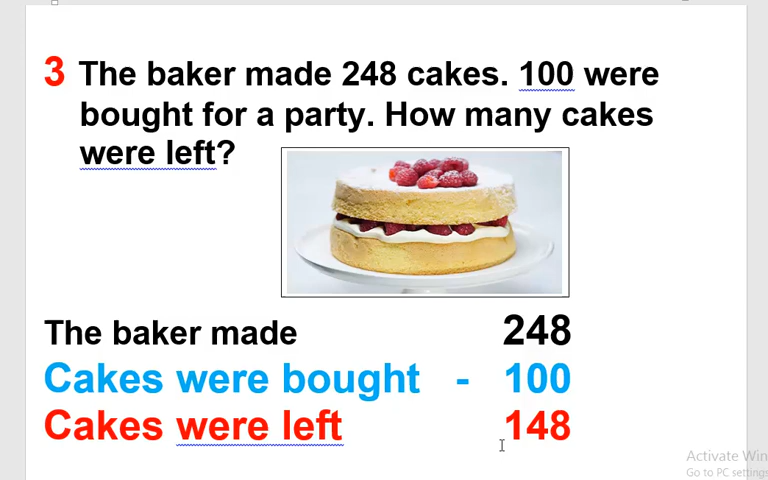 3 The baker made 248 cakes. 100 were
bought for a party. How many cakes
were left?
The baker made 248
Cakes were bought - 100
Cakes were left 148
Activate Win
Go to PC settings